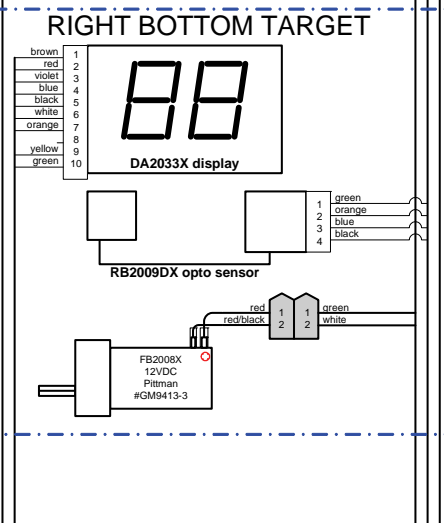 RIGHT BOTTOM TARGET
brown 1
red 2
violet 3
blue 4
black 5
white 6
orange 7
8
yellow 9
green 10
88
DA2033X display
1 green
2 orange
3 blue
4 black
RB2009DX opto sensor
red 1 1 green
red/black 2 2 white
FB2008X
12VDC
Pittman
#GM9413-3